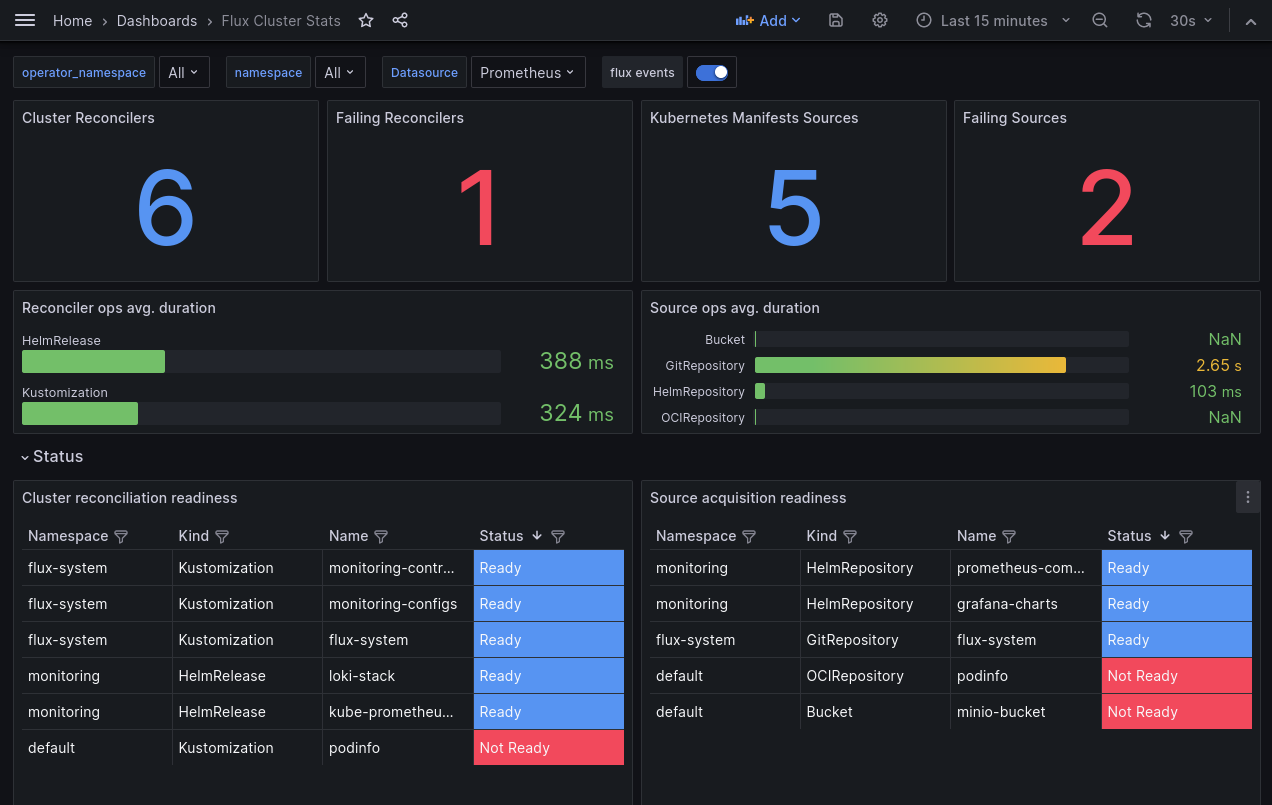 Home › Dashboards › Flux Cluster Stats Add Last 15 minutes 30s
operator_namespace All namespace All Datasource Prometheus flux events
Cluster Reconcilers
6
Failing Reconcilers
1
Kubernetes Manifests Sources
5
Failing Sources
2
Reconciler ops avg. duration
HelmRelease
388 ms
Kustomization
324 ms
Source ops avg. duration
Bucket NaN
GitRepository 2.65 s
HelmRepository 103 ms
OCIRepository NaN
Status
Cluster reconciliation readiness
Namespace Kind Name Status
flux-system Kustomization monitoring-contr... Ready
flux-system Kustomization monitoring-configs Ready
flux-system Kustomization flux-system Ready
monitoring HelmRelease loki-stack Ready
monitoring HelmRelease kube-prometheu... Ready
default Kustomization podinfo Not Ready
Source acquisition readiness
Namespace Kind Name Status
monitoring HelmRepository prometheus-com... Ready
monitoring HelmRepository grafana-charts Ready
flux-system GitRepository flux-system Ready
default OCIRepository podinfo Not Ready
default Bucket minio-bucket Not Ready